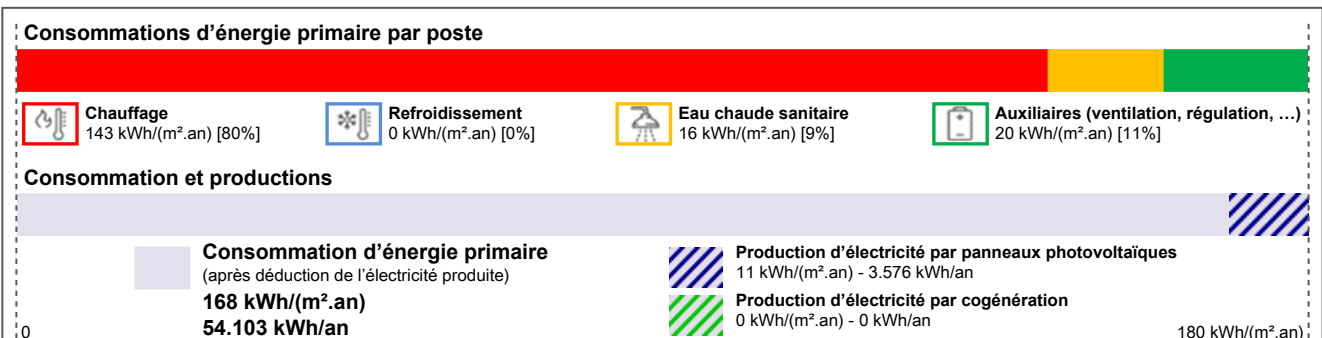 Consommations d’énergie primaire par poste
Chauffage
143 kWh/(m².an) [80%]
Refroidissement
0 kWh/(m².an) [0%]
Eau chaude sanitaire
16 kWh/(m².an) [9%]
Auxiliaires (ventilation, régulation, …)
20 kWh/(m².an) [11%]
Consommation et productions
Consommation d’énergie primaire
(après déduction de l’électricité produite)
168 kWh/(m².an)
54.103 kWh/an
Production d’électricité par panneaux photovoltaïques
11 kWh/(m².an) - 3.576 kWh/an
Production d’électricité par cogénération
0 kWh/(m².an) - 0 kWh/an
0
180 kWh/(m².an)